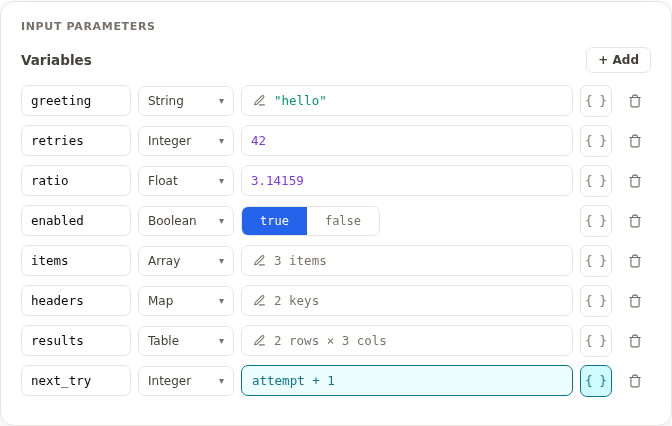 INPUT PARAMETERS
Variables + Add
greeting String ▾ "hello" { }
retries Integer ▾ 42 { }
ratio Float ▾ 3.14159 { }
enabled Boolean ▾ true false { }
items Array ▾ 3 items { }
headers Map ▾ 2 keys { }
results Table ▾ 2 rows × 3 cols { }
next_try Integer ▾ attempt + 1 { }